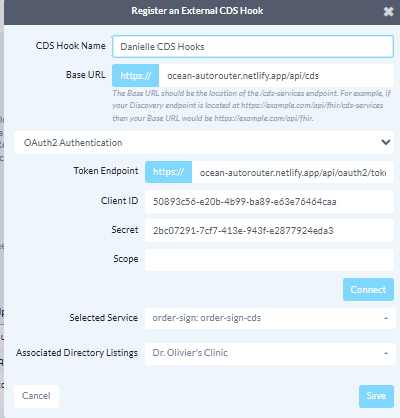 Register an External CDS Hook
CDS Hook Name Danielle CDS Hooks
Base URL https:// ocean-autorouter.netlify.app/api/cds
The Base URL should be the location of the /cds-services endpoint. For example, if
your Discovery endpoint is located at https://example.com/api/fhir/cds-services
then your Base URL would be https://example.com/api/fhir.
OAuth2 Authentication
Token Endpoint https:// ocean-autorouter.netlify.app/api/oauth2/toke
Client ID 50893c56-e20b-4b99-ba89-e63e76464caa
Secret 2bc07291-7cf7-413e-943f-e2877924eda3
Scope
Connect
Selected Service order-sign: order-sign-cds
Associated Directory Listings Dr. Olivier's Clinic
Cancel Save